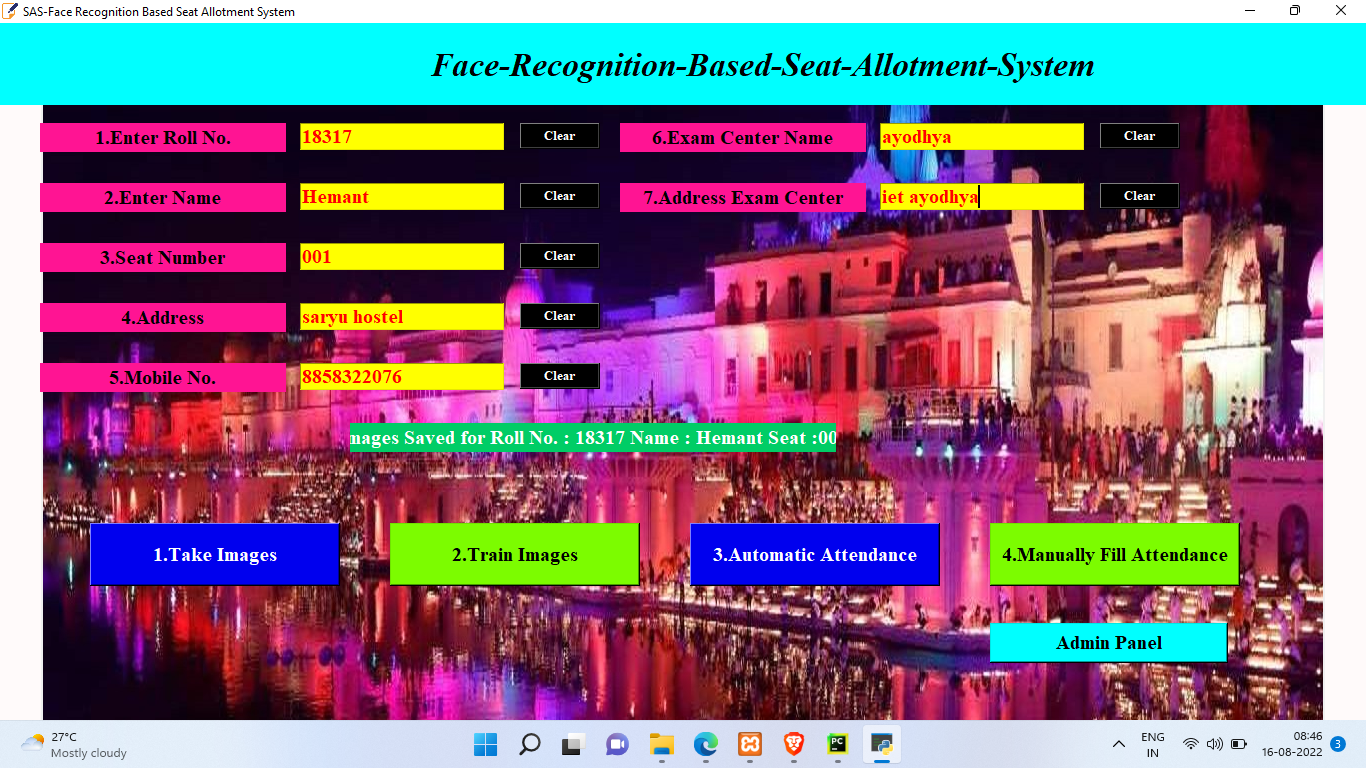 SAS-Face Recognition Based Seat Allotment System
Face-Recognition-Based-Seat-Allotment-System
1.Enter Roll No. 18317 Clear 6.Exam Center Name ayodhya Clear
2.Enter Name Hemant Clear 7.Address Exam Center iet ayodhya Clear
3.Seat Number 001 Clear
4.Address saryu hostel Clear
5.Mobile No. 8858322076 Clear
mages Saved for Roll No. : 18317 Name : Hemant Seat :00
1.Take Images 2.Train Images 3.Automatic Attendance 4.Manually Fill Attendance
Admin Panel
27°C ENG 08:46
Mostly cloudy PC IN 16-08-2022 3